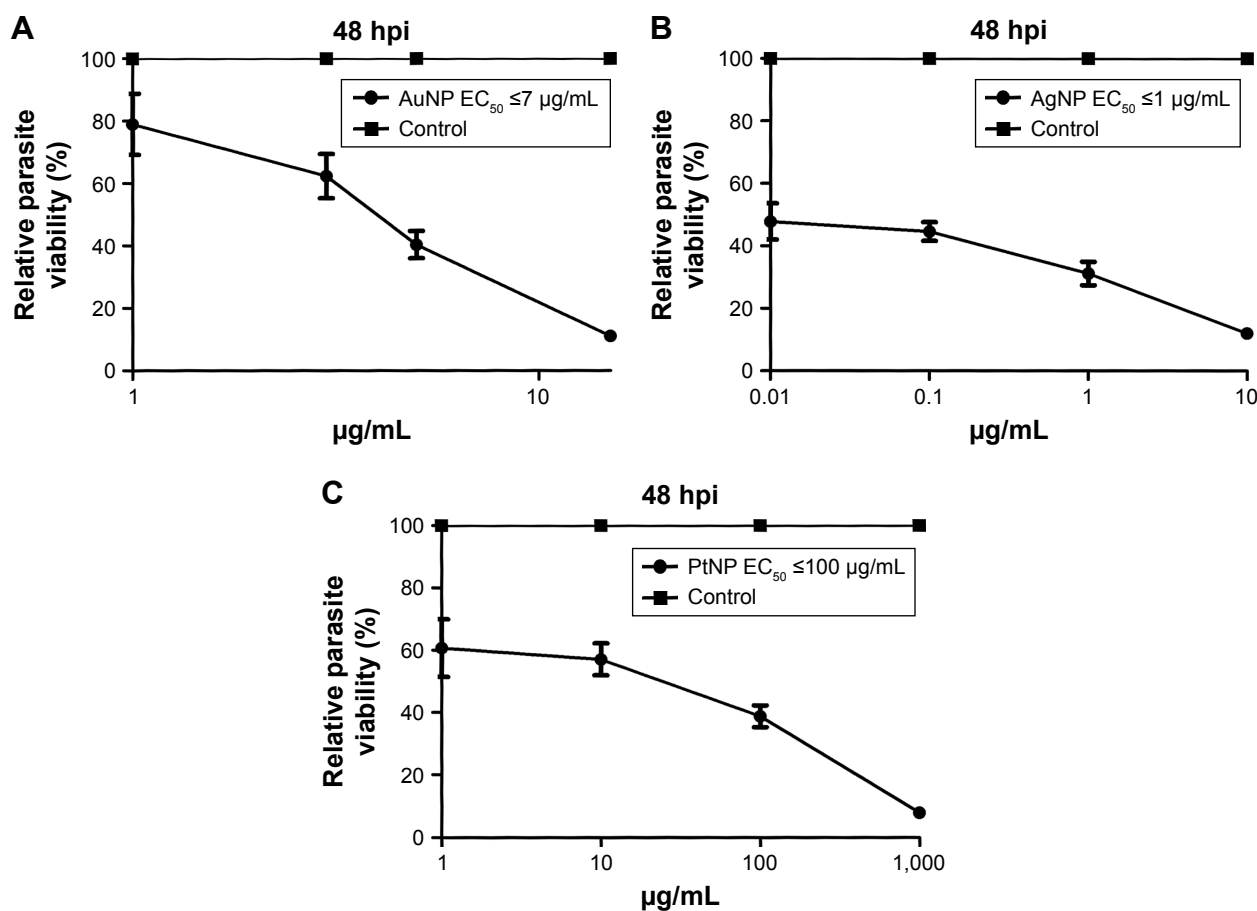 A
48 hpi
Relative parasite
viability (%)
100
80
60
40
20
0
AuNP EC₅₀ ≤7 µg/mL
Control
1
10
µg/mL
B
48 hpi
Relative parasite
viability (%)
100
80
60
40
20
0
AgNP EC₅₀ ≤1 µg/mL
Control
0.01
0.1
1
10
µg/mL
C
48 hpi
Relative parasite
viability (%)
100
80
60
40
20
0
PtNP EC₅₀ ≤100 µg/mL
Control
1
10
100
1,000
µg/mL